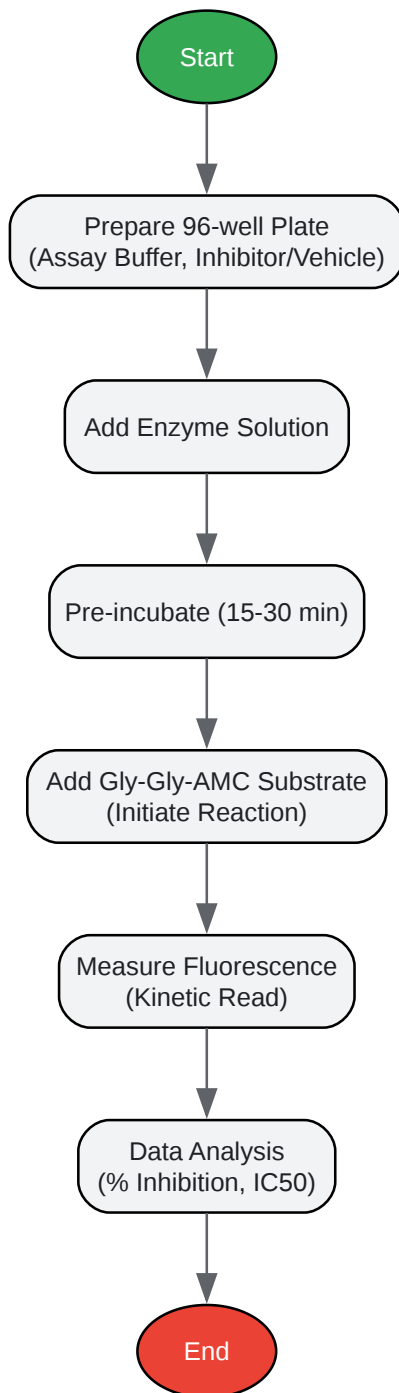 Start
Prepare 96-well Plate
(Assay Buffer, Inhibitor/Vehicle)
Add Enzyme Solution
Pre-incubate (15-30 min)
Add Gly-Gly-AMC Substrate
(Initiate Reaction)
Measure Fluorescence
(Kinetic Read)
Data Analysis
(% Inhibition, IC50)
End